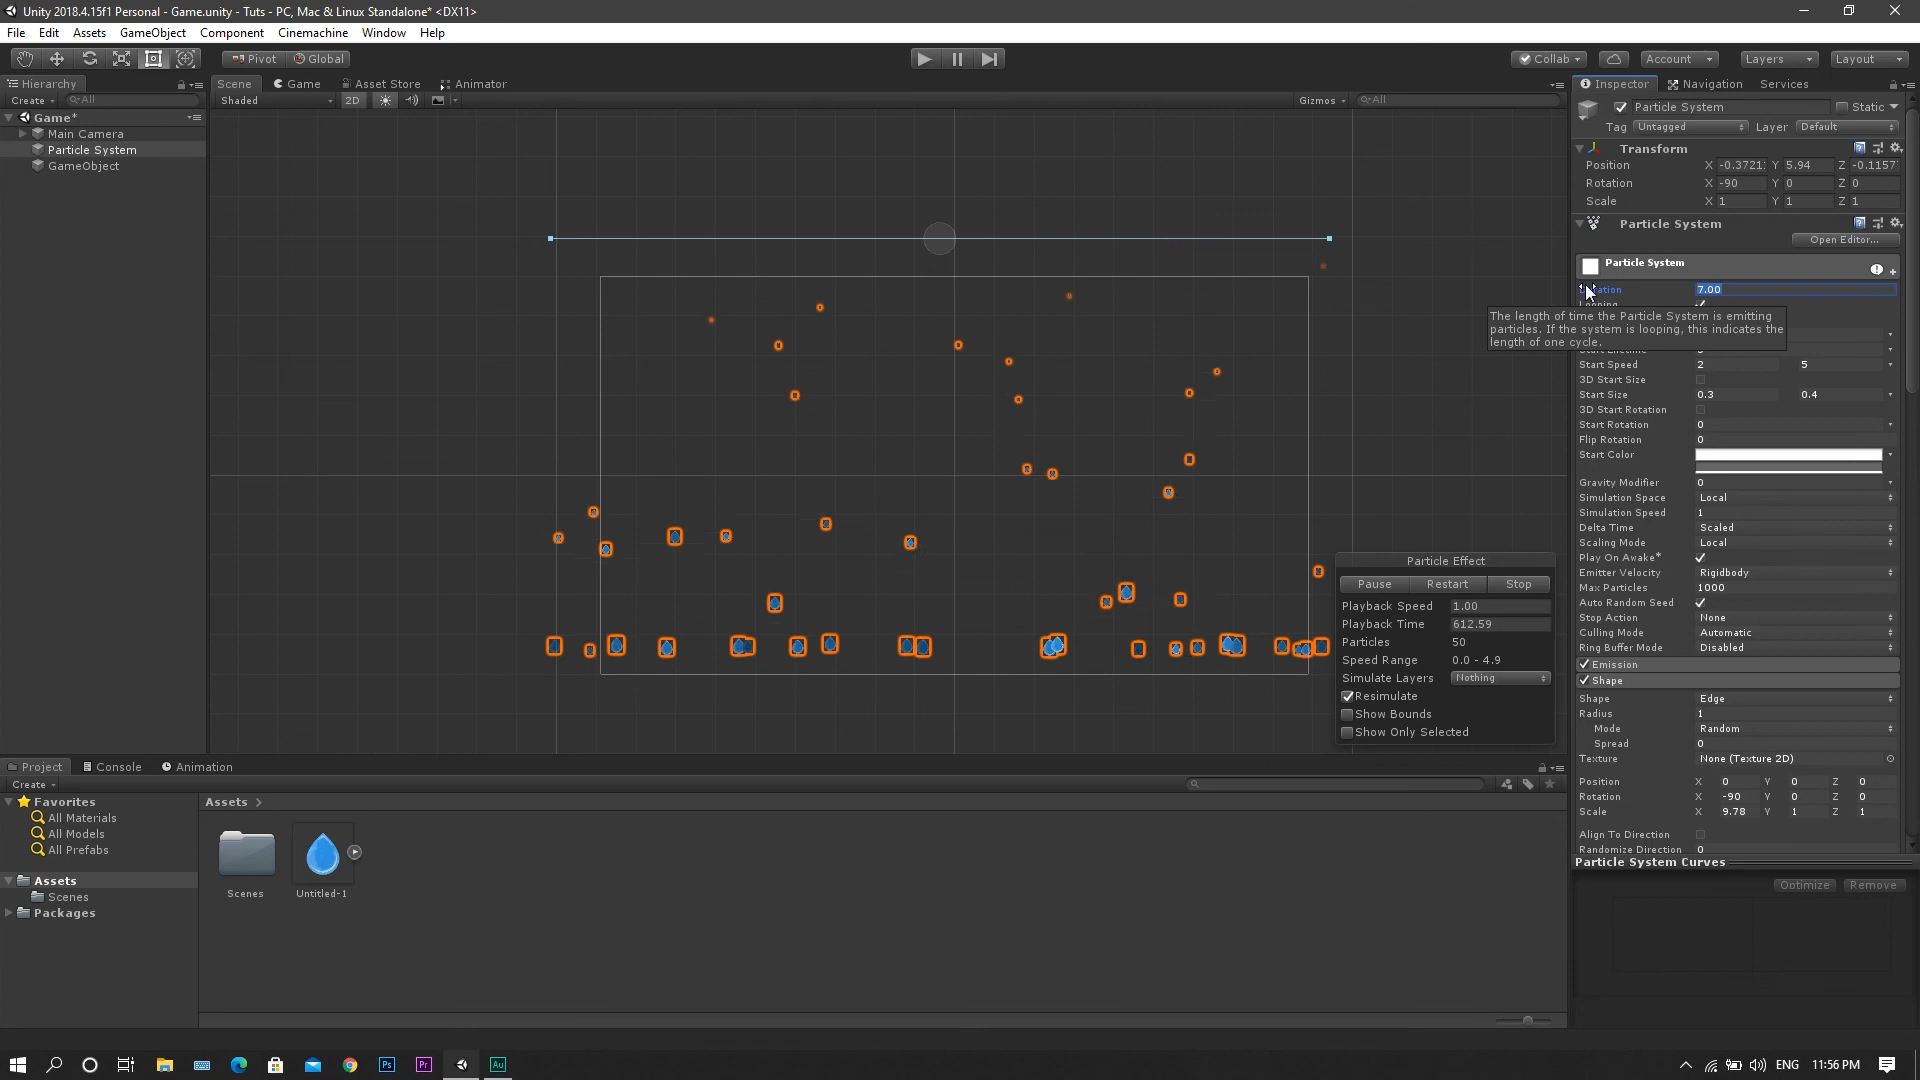 Unity 2018.4.15f1 Personal - Game.unity - Tuts - PC, Mac & Linux Standalone* <DX11>
File Edit Assets GameObject Component Cinemachine Window Help
Pivot Global Collab Account Layers Layout
Hierarchy Scene Game Asset Store Animator Inspector Navigation Services
Create All Shaded 2D Gizmos All
Game*
Main Camera
Particle System
GameObject
Particle System Static
Tag Untagged Layer Default
Transform
Position X -0.3721 Y 5.94 Z -0.1157
Rotation X -90 Y 0 Z 0
Scale X 1 Y 1 Z 1
Particle System
Open Editor...
Particle System
7.00
The length of time the Particle System is emitting
particles. If the system is looping, this indicates the
length of one cycle.
Start Speed 2 5
3D Start Size
Start Size 0.3 0.4
3D Start Rotation
Start Rotation 0
Flip Rotation 0
Start Color
Gravity Modifier 0
Simulation Space Local
Simulation Speed 1
Delta Time Scaled
Scaling Mode Local
Play On Awake*
Emitter Velocity Rigidbody
Max Particles 1000
Auto Random Seed
Stop Action None
Culling Mode Automatic
Ring Buffer Mode Disabled
Emission
Shape
Shape Edge
Radius 1
Mode Random
Spread 0
Texture None (Texture 2D)
Position X 0 Y 0 Z 0
Rotation X -90 Y 0 Z 0
Scale X 9.78 Y 1 Z 1
Align To Direction
Randomize Direction 0
Particle System Curves
Optimize Remove
Particle Effect
Pause Restart Stop
Playback Speed 1.00
Playback Time 612.59
Particles 50
Speed Range 0.0 - 4.9
Simulate Layers Nothing
Resimulate
Show Bounds
Show Only Selected
Project Console Animation
Create
Favorites
All Materials
All Models
All Prefabs
Assets
Scenes
Packages
Assets
Scenes Untitled-1
Ps Pr Au
ENG 11:56 PM